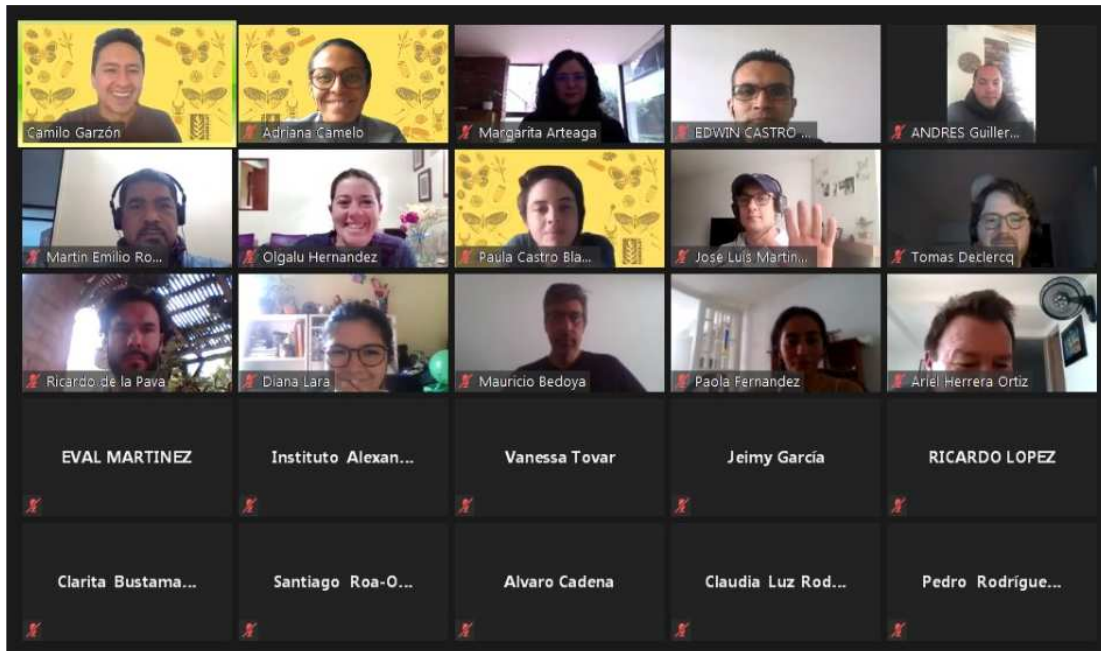 Camilo Garzón
Adriana Camelo
Margarita Arteaga
EDWIN CASTRO ...
ANDRES Guiller...
Martin Emilio Ro...
Olgalu Hernandez
Paula Castro Bla...
Jose Luis Martin...
Tomas Declercq
Ricardo de la Pava
Diana Lara
Mauricio Bedoya
Paola Fernandez
Ariel Herrera Ortiz
EVAL MARTINEZ
Instituto Alexan...
Vanessa Tovar
Jeimy García
RICARDO LOPEZ
Clarita Bustama...
Santiago Roa-O...
Alvaro Cadena
Claudia Luz Rod...
Pedro Rodrígue...